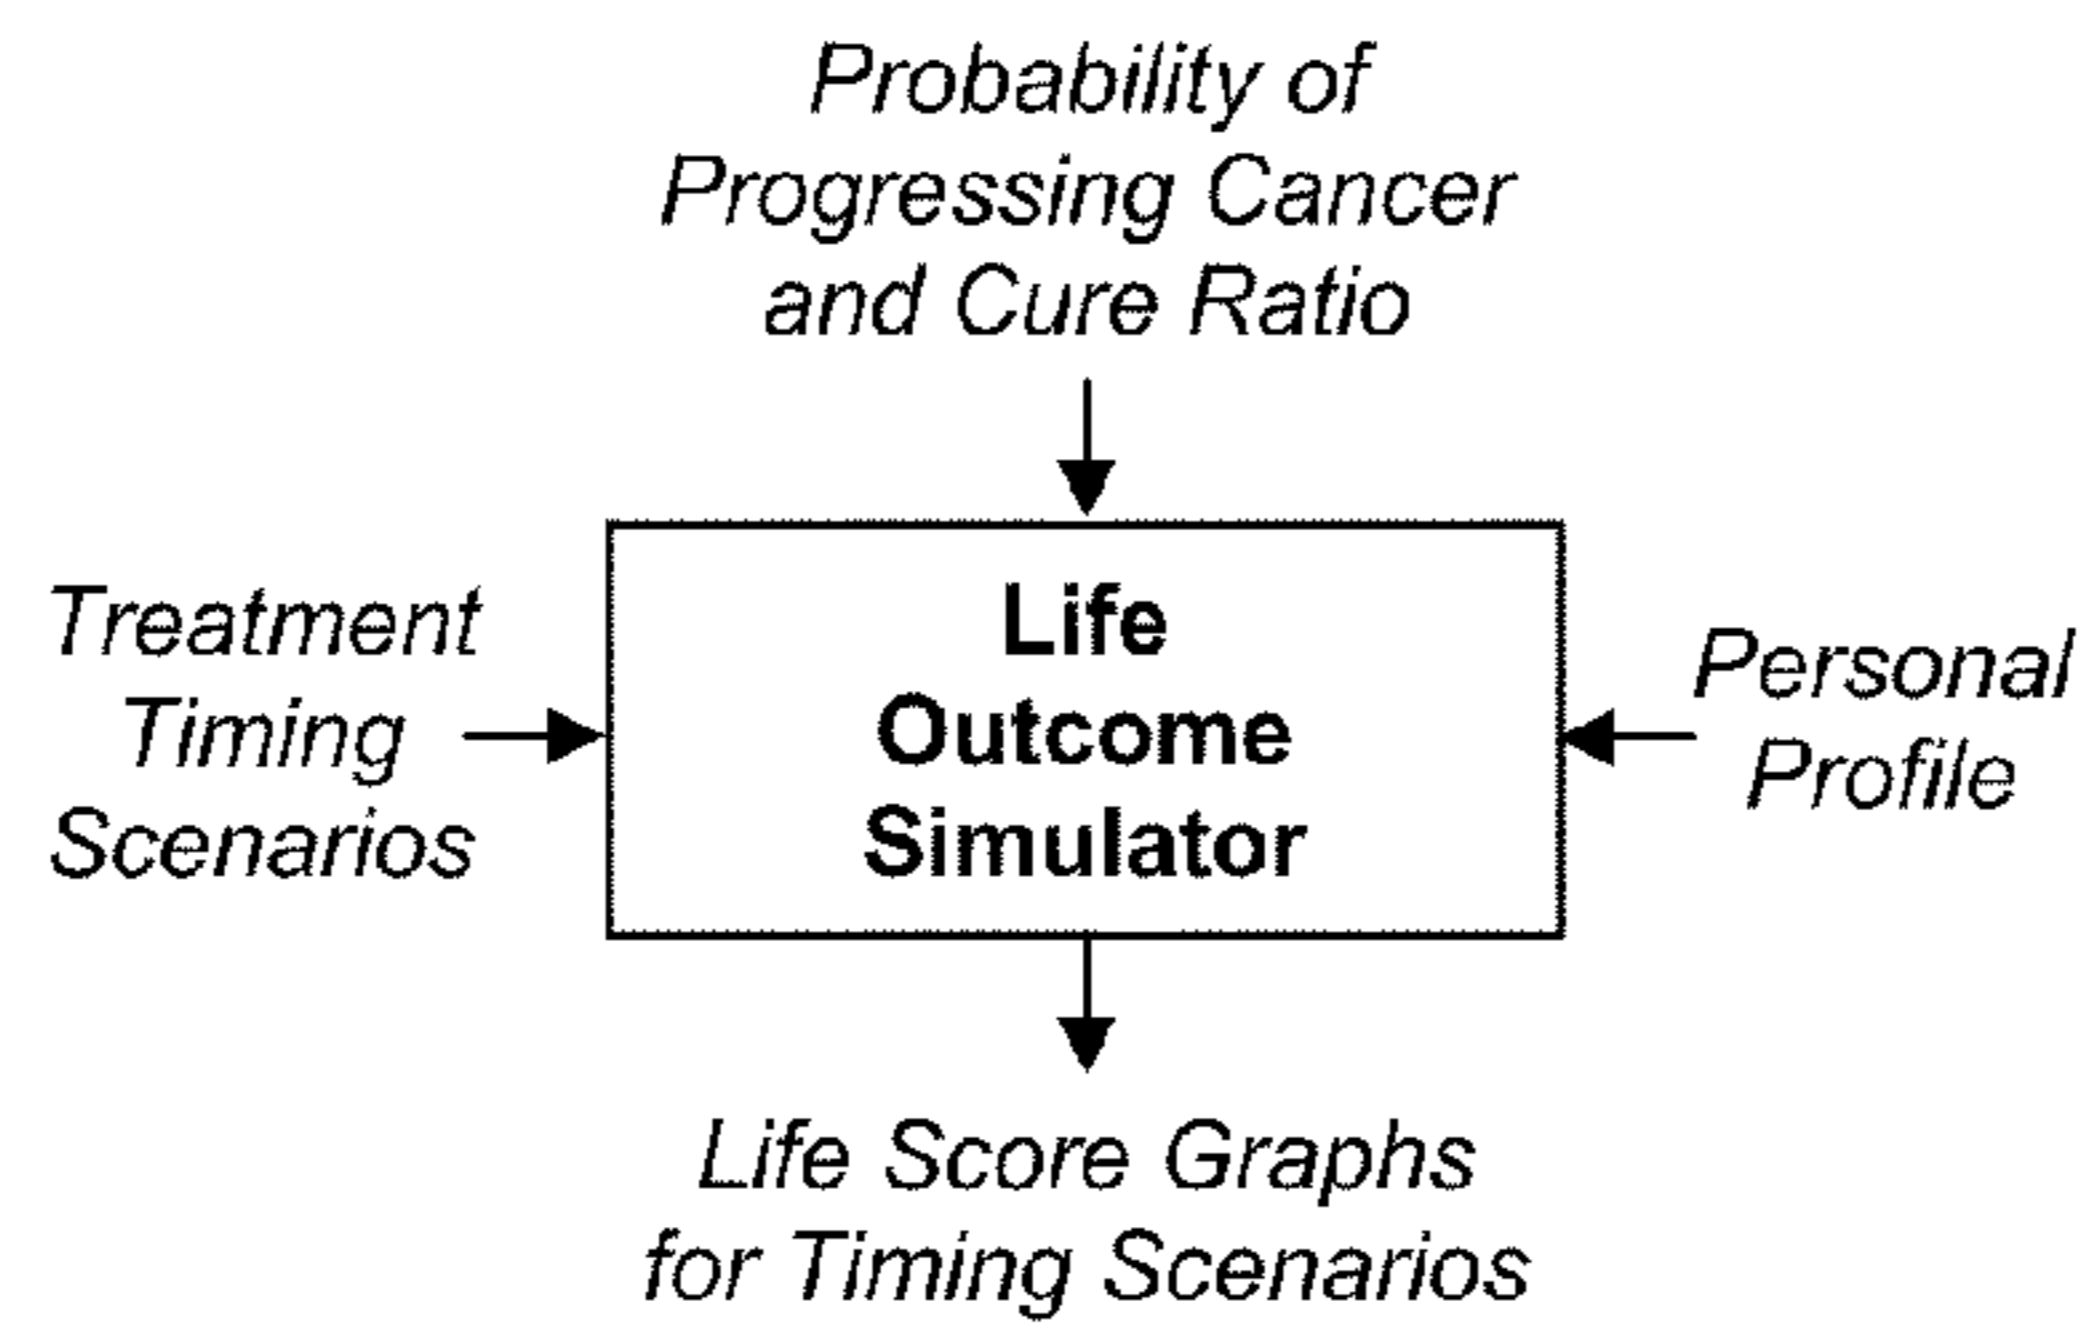 Probability of
Progressing Cancer
and Cure Ratio
Treatment
Timing
Scenarios
Life
Outcome
Simulator
Personal
Profile
Life Score Graphs
for Timing Scenarios